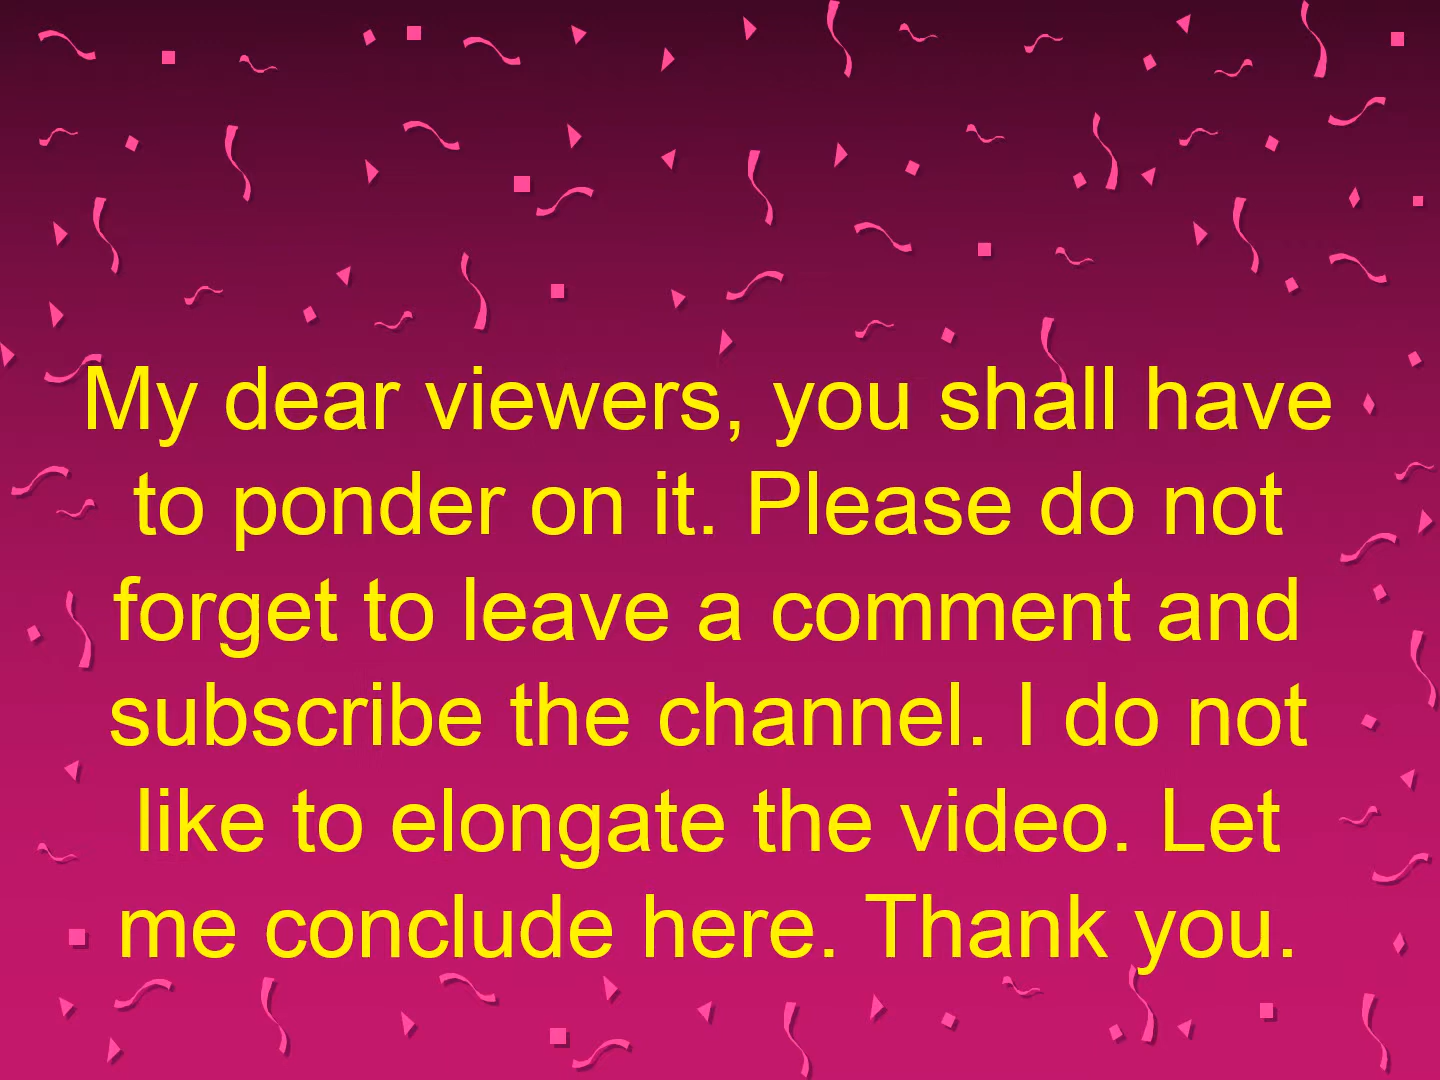 My dear viewers, you shall have
to ponder on it. Please do not
forget to leave a comment and
subscribe the channel. I do not
like to elongate the video. Let
me conclude here. Thank you.